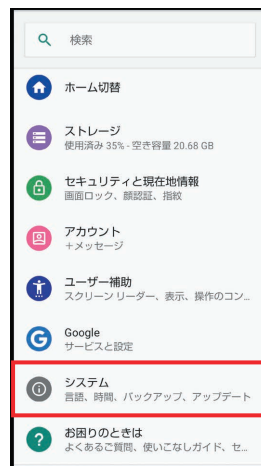 検索
ホーム切替
ストレージ
使用済み 35% - 空き容量 20.68 GB
セキュリティと現在地情報
画面ロック、顔認証、指紋
アカウント
+メッセージ
ユーザー補助
スクリーン リーダー、表示、操作のコン...
Google
サービスと設定
システム
言語、時間、バックアップ、アップデート
お困りのときは
よくあるご質問、使いこなしガイド、セ...